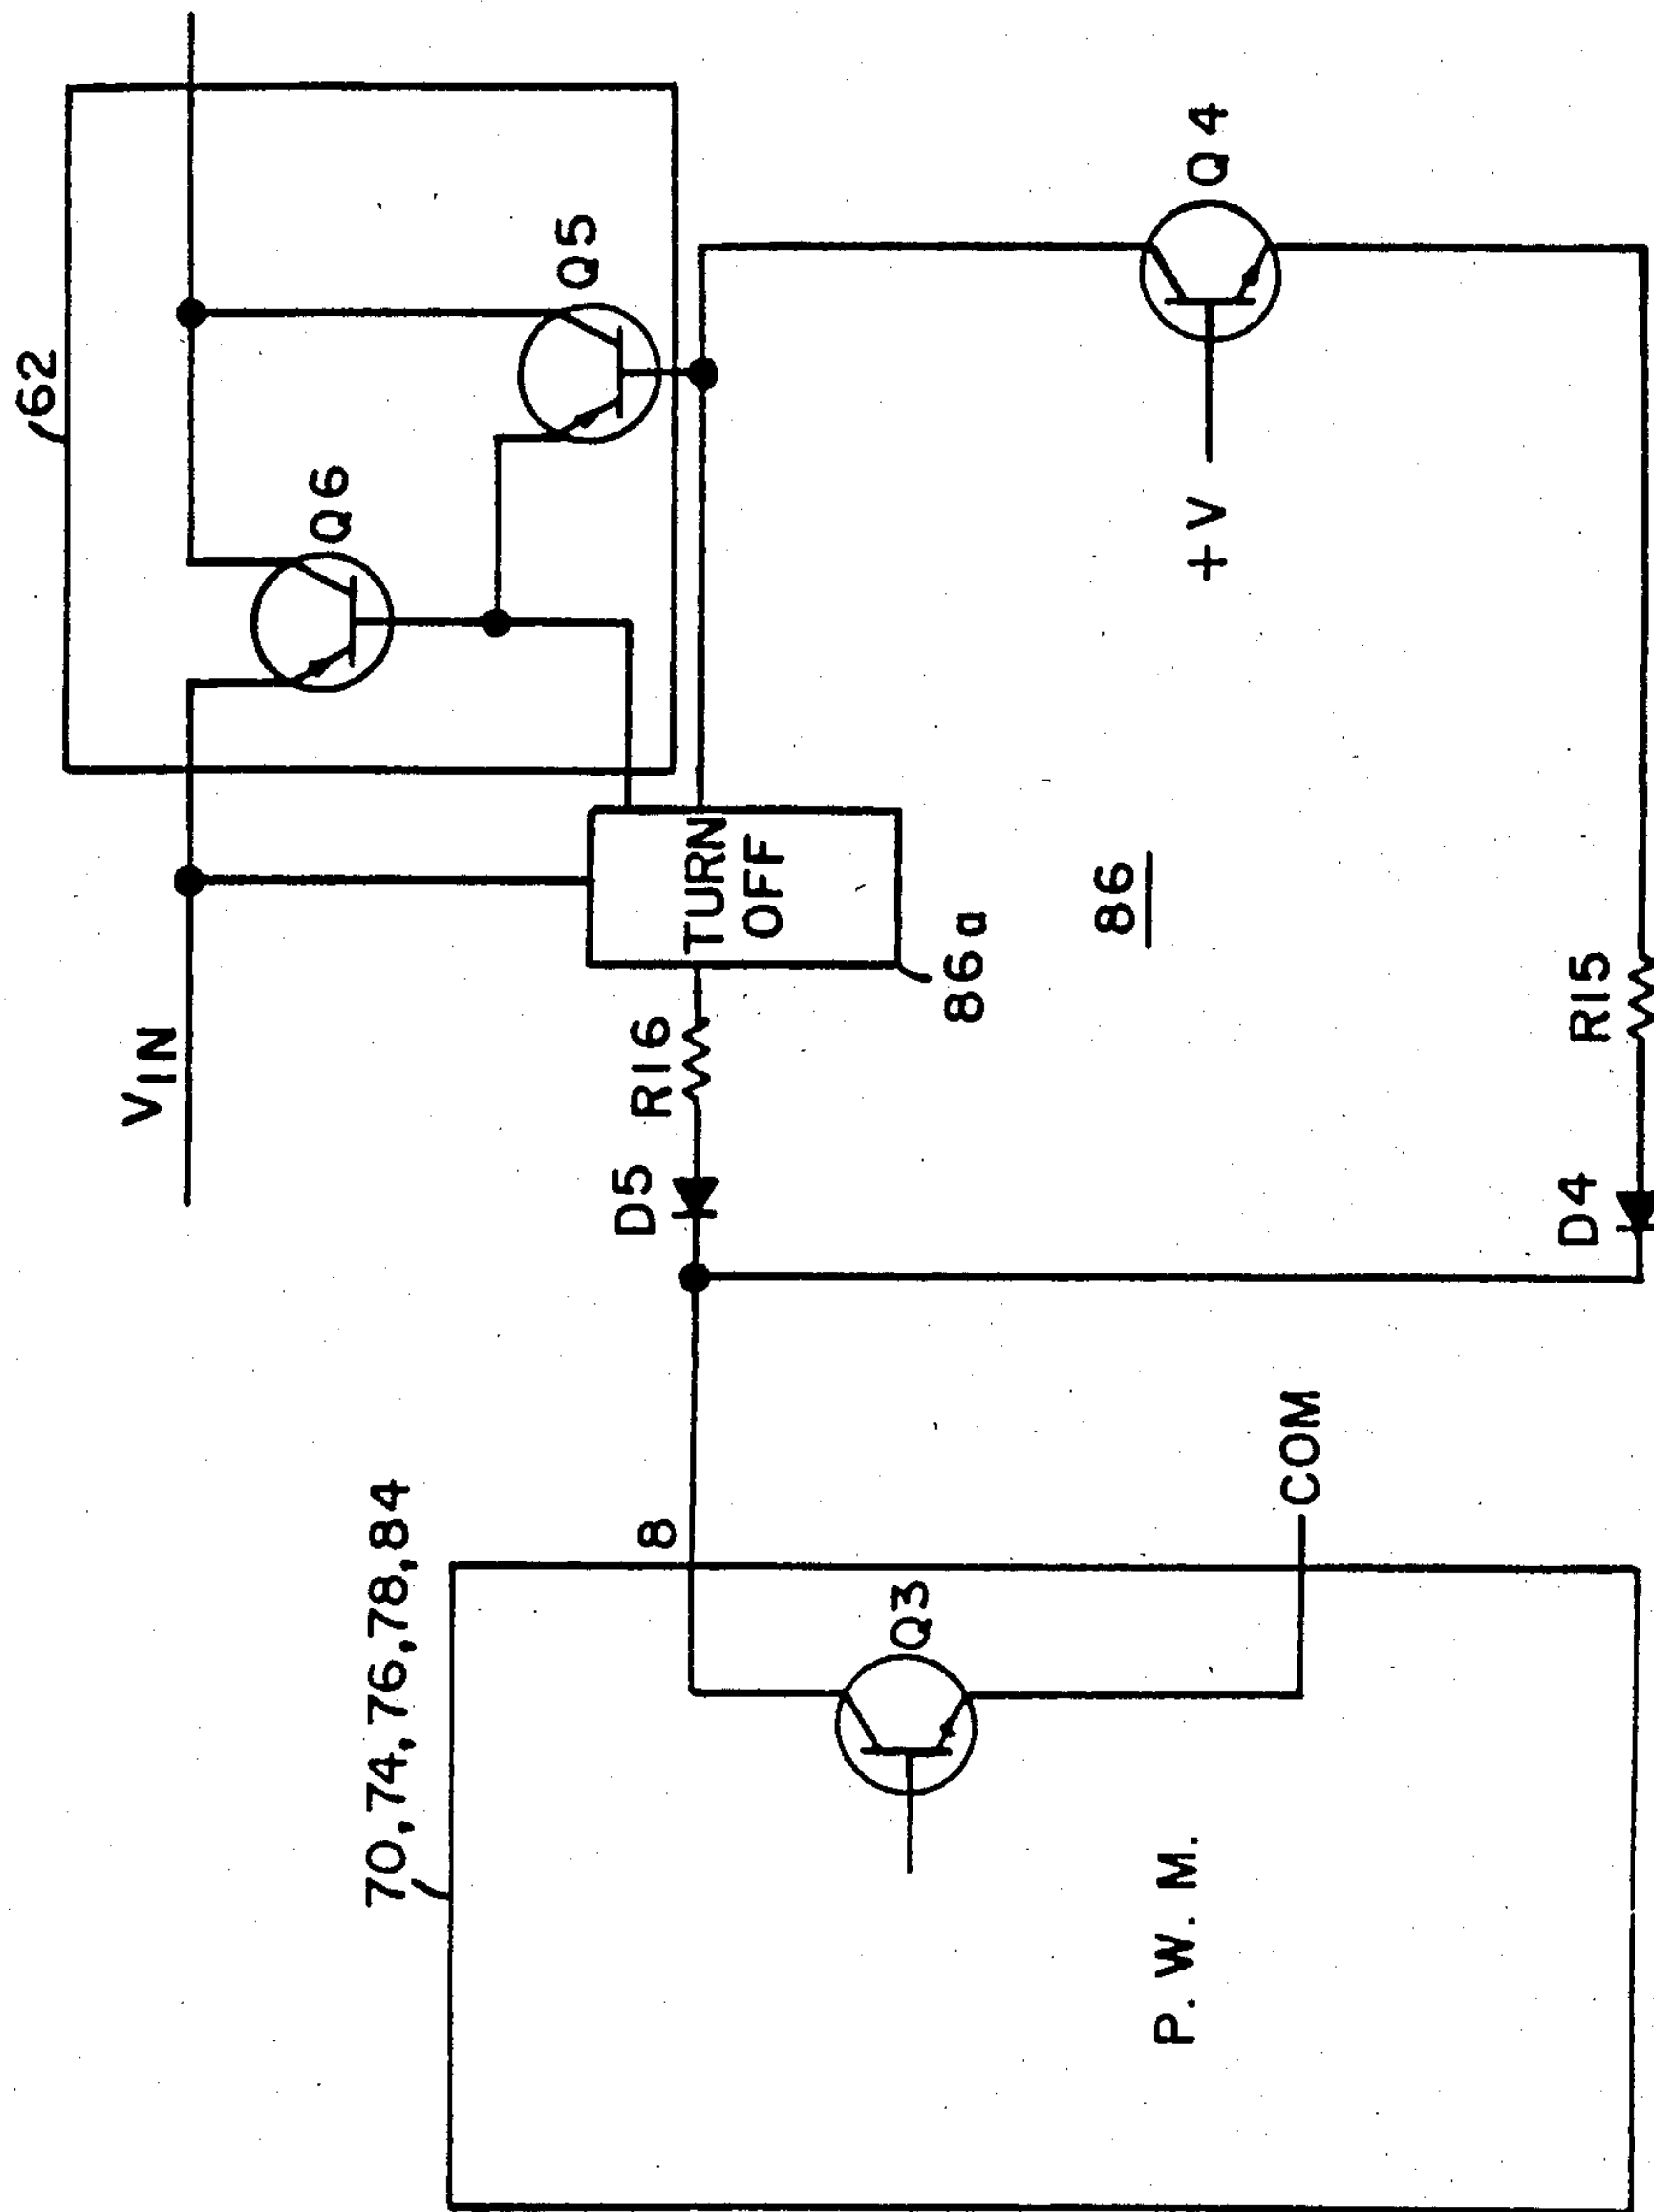 62
VIN
Q6
Q5
TURN
OFF
86a
R16
D5
8
70,74,76,78,84
Q3
COM
P. W. M.
86
+V
Q4
R15
D4